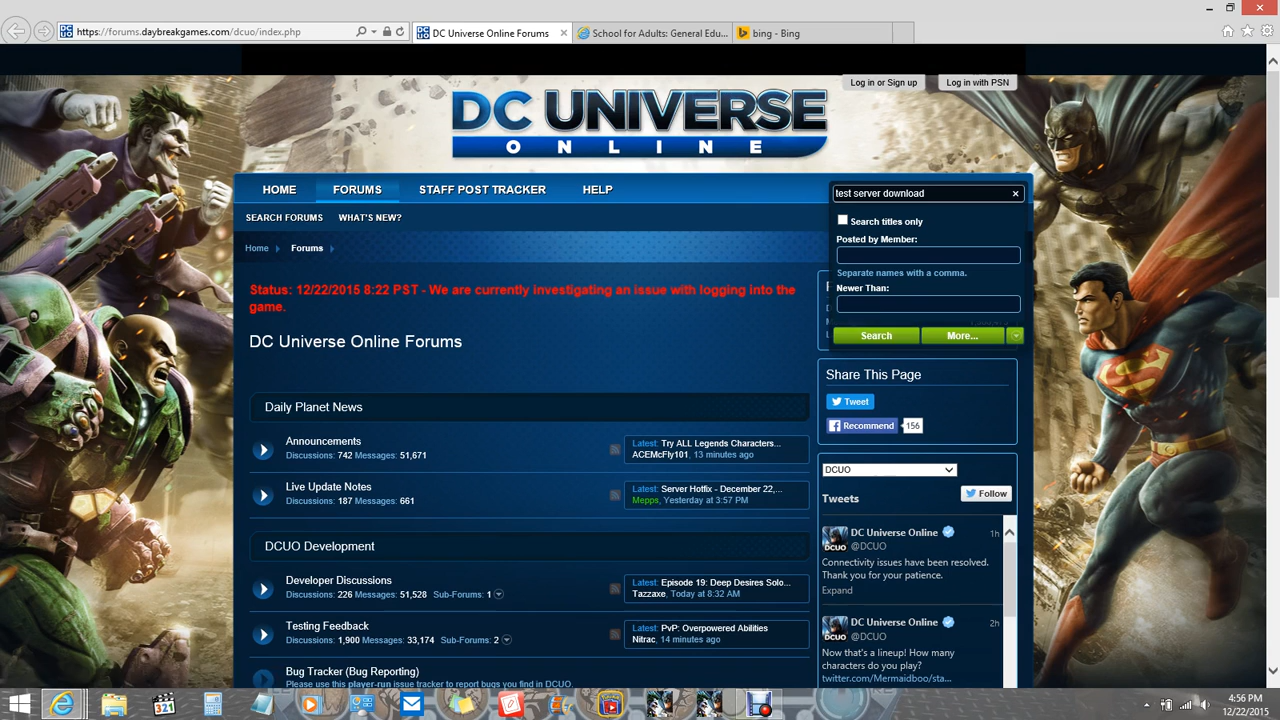 https://forums.daybreakgames.com/dcuo/index.php
DC Universe Online Forums
School for Adults: General Edu...
bing - Bing
Log in or Sign up
Log in with PSN
DC UNIVERSE
ONLINE
HOME
FORUMS
STAFF POST TRACKER
HELP
test server download
SEARCH FORUMS
WHAT'S NEW?
Search titles only
Posted by Member:
Separate names with a comma.
Newer Than:
Search
More...
Home
Forums
Status: 12/22/2015 8:22 PST - We are currently investigating an issue with logging into the
game.
DC Universe Online Forums
Daily Planet News
Announcements
Discussions: 742 Messages: 51,671
Latest: Try ALL Legends Characters...
ACEMcFly101, 13 minutes ago
Live Update Notes
Discussions: 187 Messages: 661
Latest: Server Hotfix - December 22,...
Mepps, Yesterday at 3:57 PM
DCUO Development
Developer Discussions
Discussions: 226 Messages: 51,528 Sub-Forums: 1
Latest: Episode 19: Deep Desires Solo...
Tazzaxe, Today at 8:32 AM
Testing Feedback
Discussions: 1,900 Messages: 33,174 Sub-Forums: 2
Latest: PvP: Overpowered Abilities
Nitrac, 14 minutes ago
Bug Tracker (Bug Reporting)
Please use this player-run issue tracker to report bugs you find in DCUO.
Share This Page
Tweet
Recommend
156
DCUO
Tweets
Follow
DC Universe Online
1h
@DCUO
Connectivity issues have been resolved.
Thank you for your patience.
Expand
DC Universe Online
2h
@DCUO
Now that's a lineup! How many
characters do you play?
twitter.com/Mermaidboo/sta...
321
4:56 PM
12/22/2015